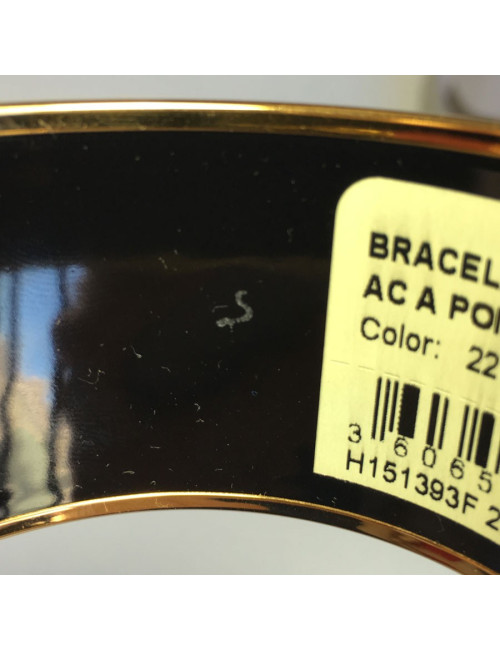 S
BRACEL
AC A PO
Color: 22
3 6065
H151393F 2